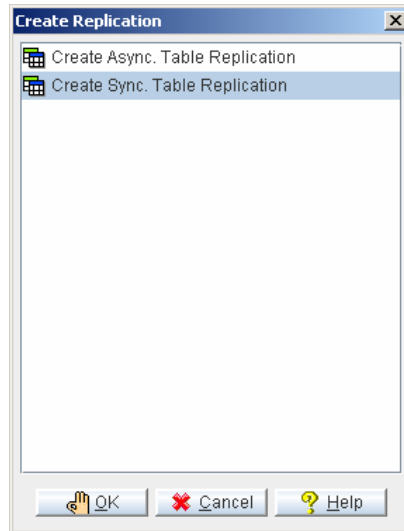 Create Replication
Create Async. Table Replication
Create Sync. Table Replication
OK Cancel Help